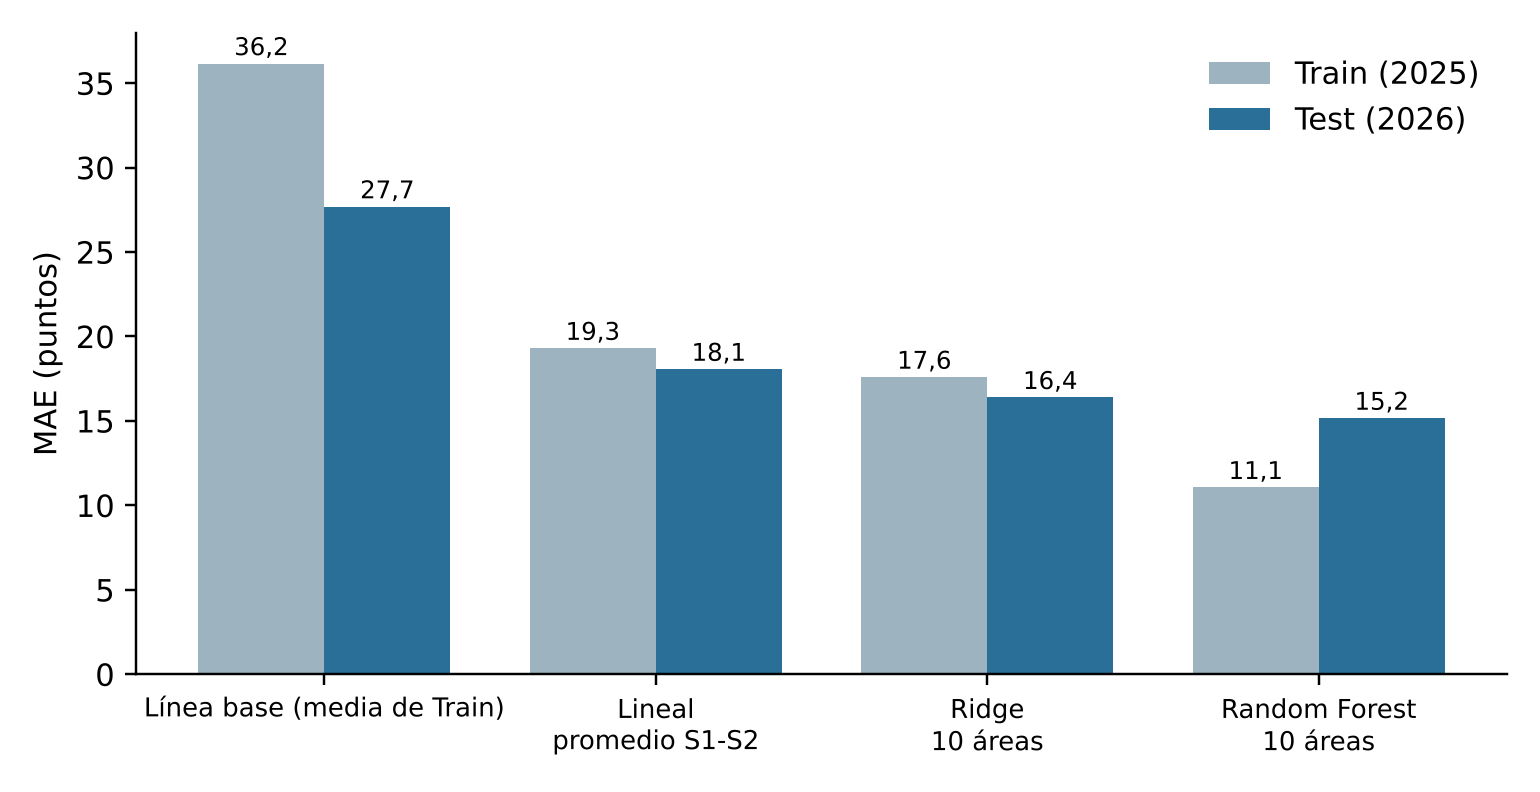 36,2
35
Train (2025)
Test (2026)
30
27,7
25
MAE (puntos)
20
19,3
18,1
17,6
16,4
15
15,2
11,1
10
5
0
Línea base (media de Train)
Lineal
promedio S1-S2
Ridge
10 áreas
Random Forest
10 áreas